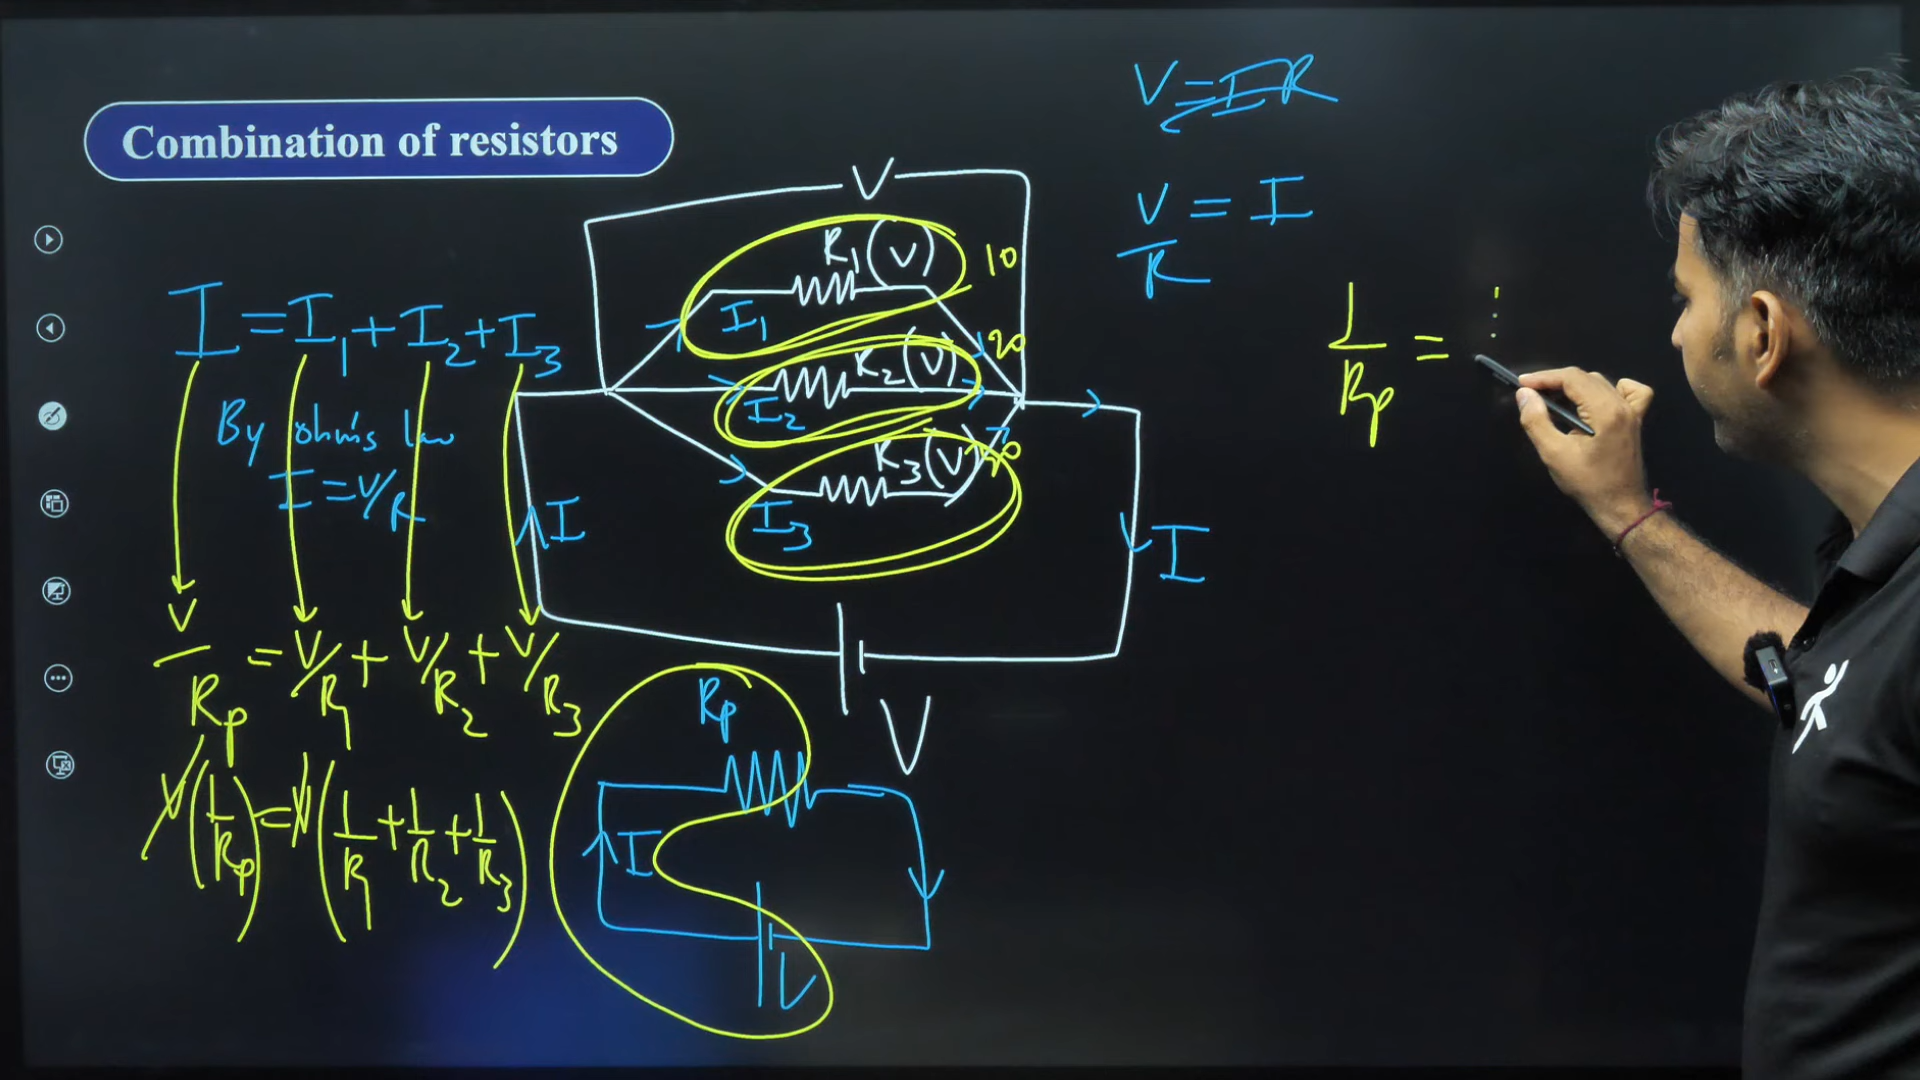 Combination of resistors
V = IR
V
R₁ (V) 10
V/R = I
I₁
I = I₁ + I₂ + I₃
20
R₂ (V)
1/Rp =
I₂
By ohm's law
R₃ (V)
I = V/R
I
I₃
I
V/Rp = V/R₁ + V/R₂ + V/R₃
Rp
V
V(1/Rp) = V(1/R₁ + 1/R₂ + 1/R₃)
I
V